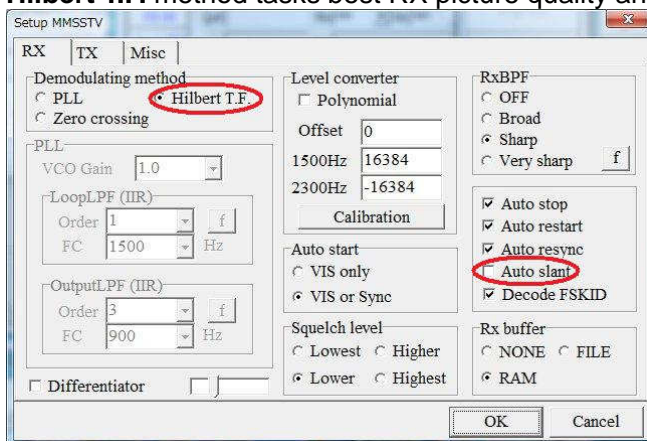 Hilbert T.F. method tasks best RX picture quality an
Setup MMSSTV
RX TX Misc
Demodulating method
PLL Hilbert T.F.
Zero crossing
PLL
VCO Gain 1.0
LoopLPF (IIR)
Order 1 f
FC 1500 Hz
OutputLPF (IIR)
Order 3 f
FC 900 Hz
Differentiator
Level converter
Polynomial
Offset 0
1500Hz 16384
2300Hz -16384
Calibration
Auto start
VIS only
VIS or Sync
Squelch level
Lowest Higher
Lower Highest
RxBPF
OFF
Broad
Sharp
Very sharp f
Auto stop
Auto restart
Auto resync
Auto slant
Decode FSKID
Rx buffer
NONE FILE
RAM
OK Cancel